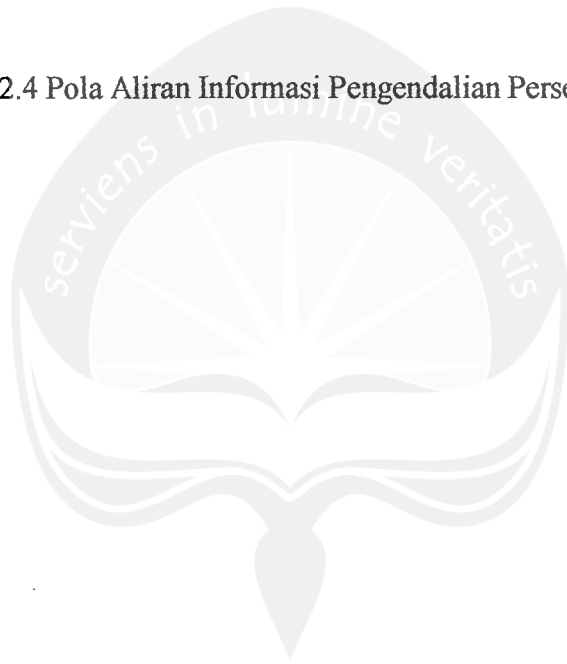 2.4 Pola Aliran Informasi Pengendalian Perse
serviens in lumine veritatis